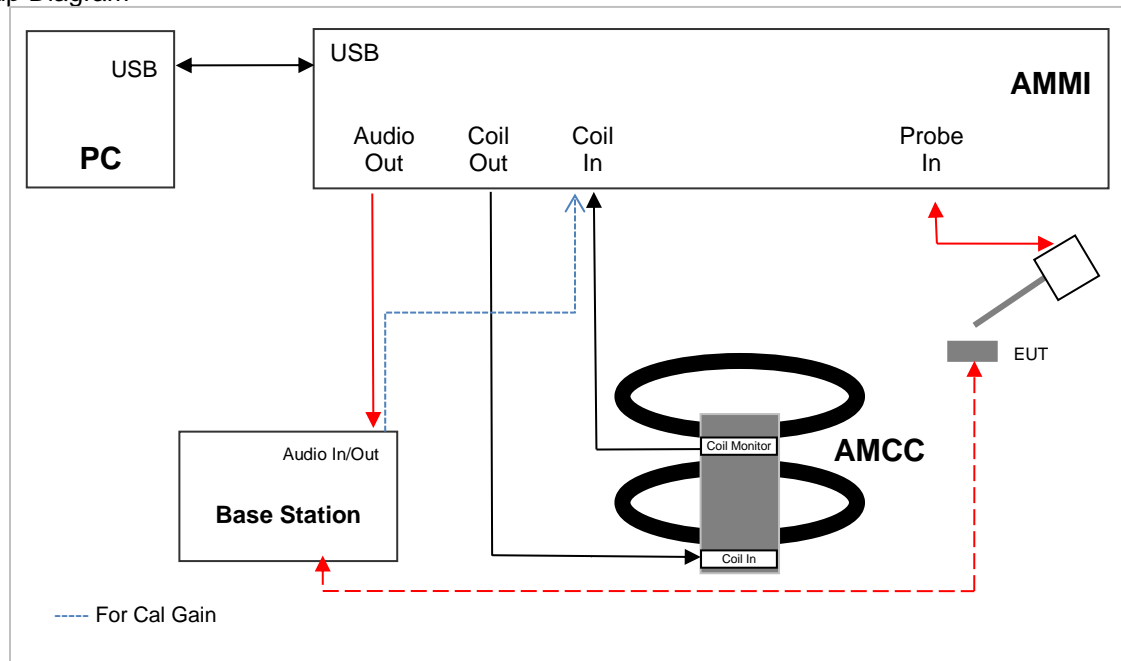 Diagram
USB
PC
USB
AMMI
Audio
Out
Coil
Out
Coil
In
Probe
In
EUT
Coil Monitor
AMCC
Coil In
Audio In/Out
Base Station
For Cal Gain